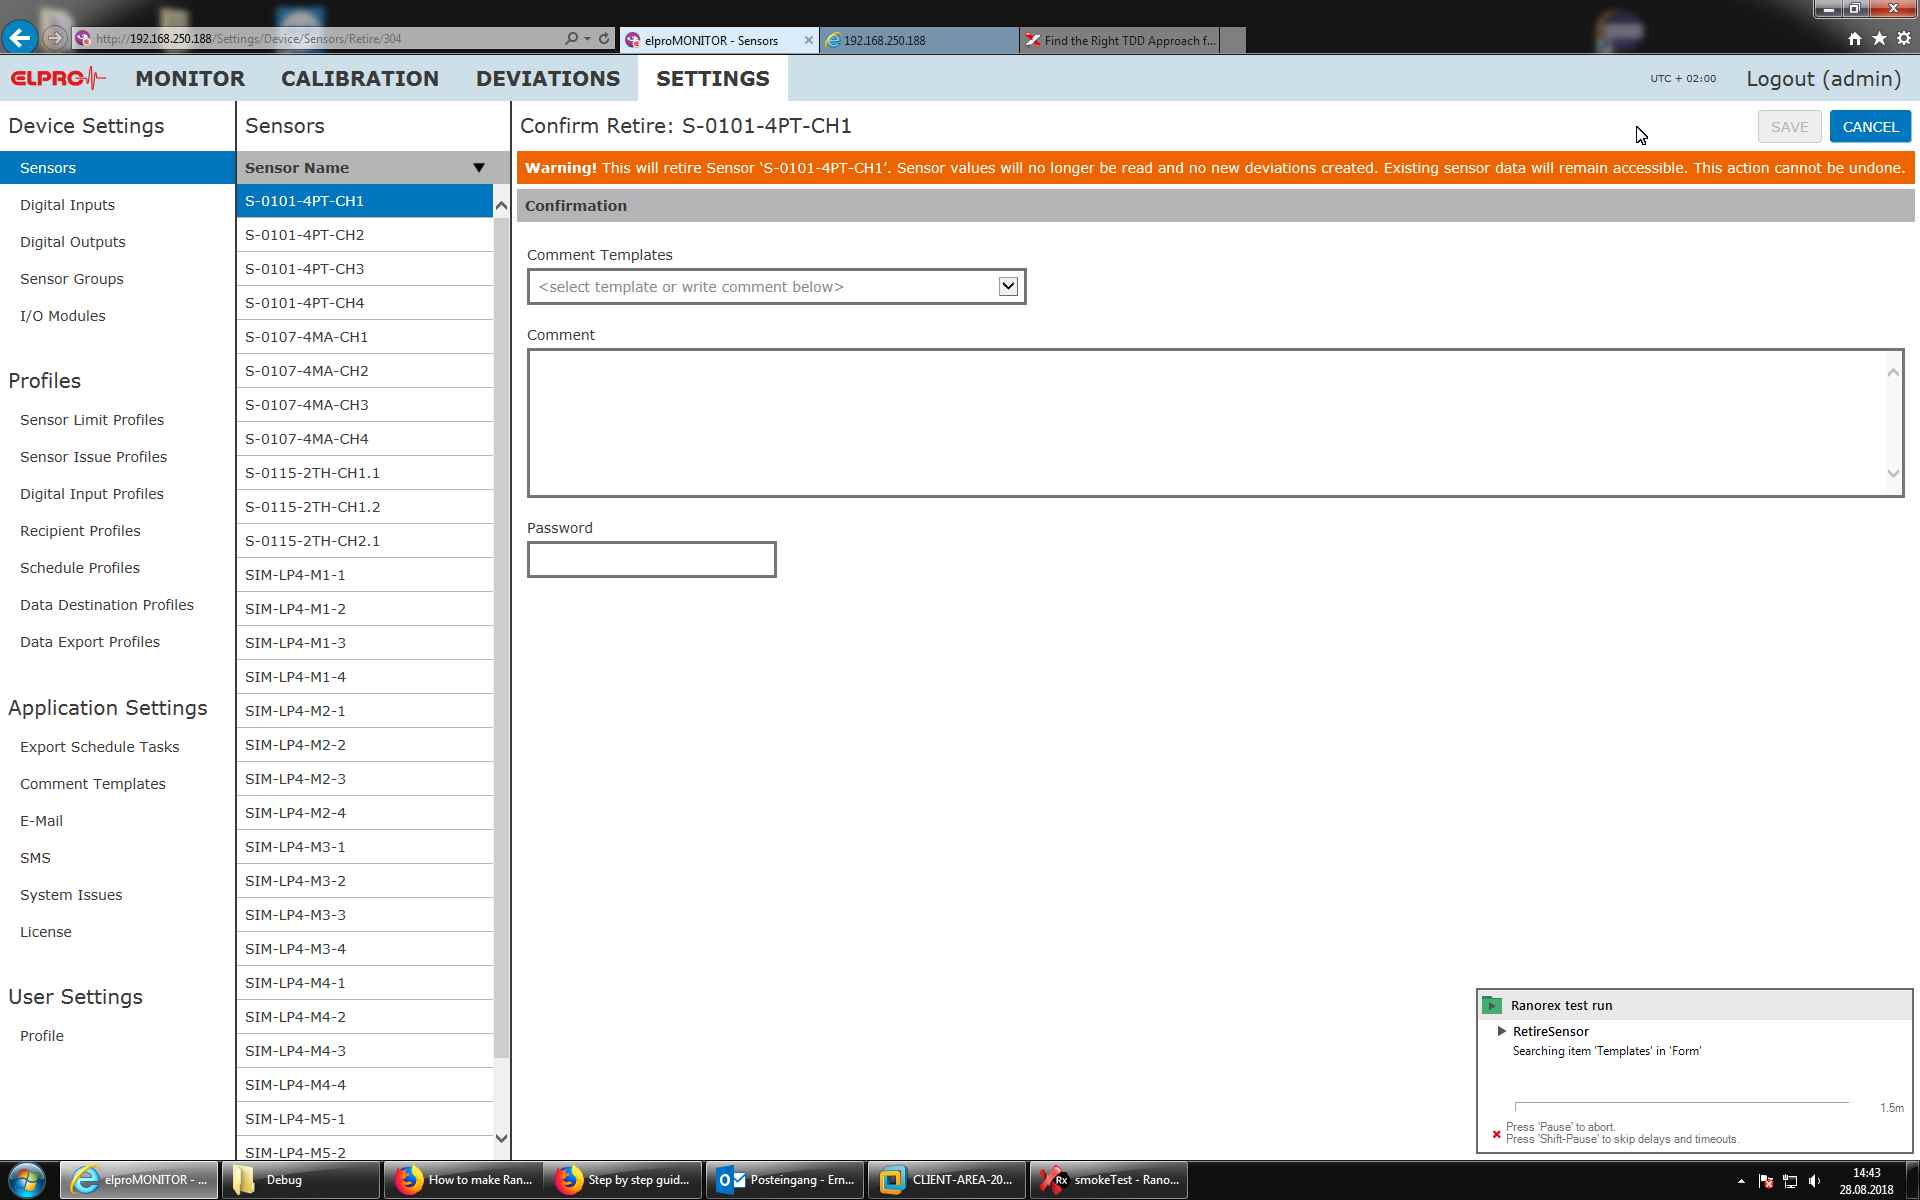 http://192.168.250.188/Settings/Device/Sensors/Retire/304
elproMONITOR - Sensors
192.168.250.188
Find the Right TDD Approach f...
ELPRO
MONITOR
CALIBRATION
DEVIATIONS
SETTINGS
UTC + 02:00
Logout (admin)
Device Settings
Sensors
Digital Inputs
Digital Outputs
Sensor Groups
I/O Modules
Profiles
Sensor Limit Profiles
Sensor Issue Profiles
Digital Input Profiles
Recipient Profiles
Schedule Profiles
Data Destination Profiles
Data Export Profiles
Application Settings
Export Schedule Tasks
Comment Templates
E-Mail
SMS
System Issues
License
User Settings
Profile
Sensors
Sensor Name
S-0101-4PT-CH1
S-0101-4PT-CH2
S-0101-4PT-CH3
S-0101-4PT-CH4
S-0107-4MA-CH1
S-0107-4MA-CH2
S-0107-4MA-CH3
S-0107-4MA-CH4
S-0115-2TH-CH1.1
S-0115-2TH-CH1.2
S-0115-2TH-CH2.1
SIM-LP4-M1-1
SIM-LP4-M1-2
SIM-LP4-M1-3
SIM-LP4-M1-4
SIM-LP4-M2-1
SIM-LP4-M2-2
SIM-LP4-M2-3
SIM-LP4-M2-4
SIM-LP4-M3-1
SIM-LP4-M3-2
SIM-LP4-M3-3
SIM-LP4-M3-4
SIM-LP4-M4-1
SIM-LP4-M4-2
SIM-LP4-M4-3
SIM-LP4-M4-4
SIM-LP4-M5-1
SIM-LP4-M5-2
Confirm Retire: S-0101-4PT-CH1
SAVE
CANCEL
Warning! This will retire Sensor ‘S-0101-4PT-CH1’. Sensor values will no longer be read and no new deviations created. Existing sensor data will remain accessible. This action cannot be undone.
Confirmation
Comment Templates
<select template or write comment below>
Comment
Password
Ranorex test run
RetireSensor
Searching item 'Templates' in 'Form'
1.5m
Press 'Pause' to abort.
Press 'Shift-Pause' to skip delays and timeouts.
elproMONITOR - ...
Debug
How to make Ran...
Step by step guid...
Posteingang - Ern...
CLIENT-AREA-20...
Rx
smokeTest - Rano...
14:43
28.08.2018